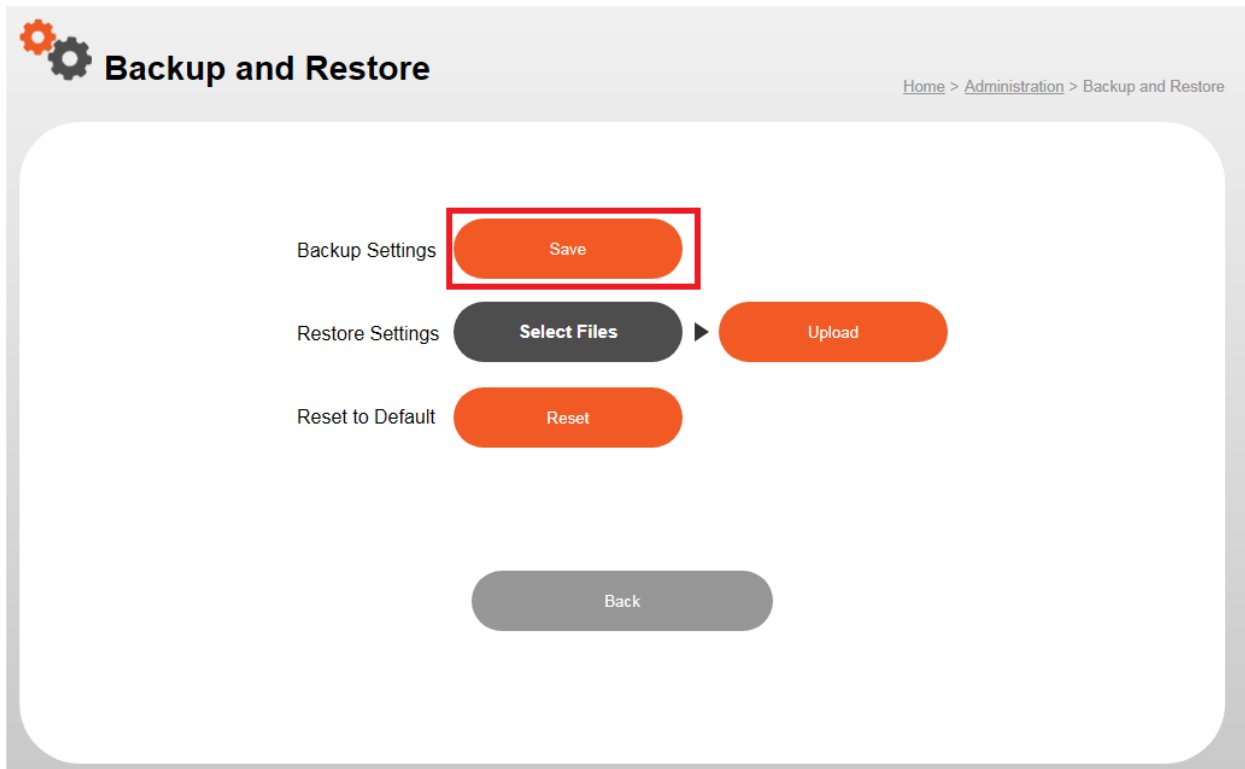 Backup and Restore
Home > Administration > Backup and Restore
Backup Settings Save
Restore Settings Select Files Upload
Reset to Default Reset
Back